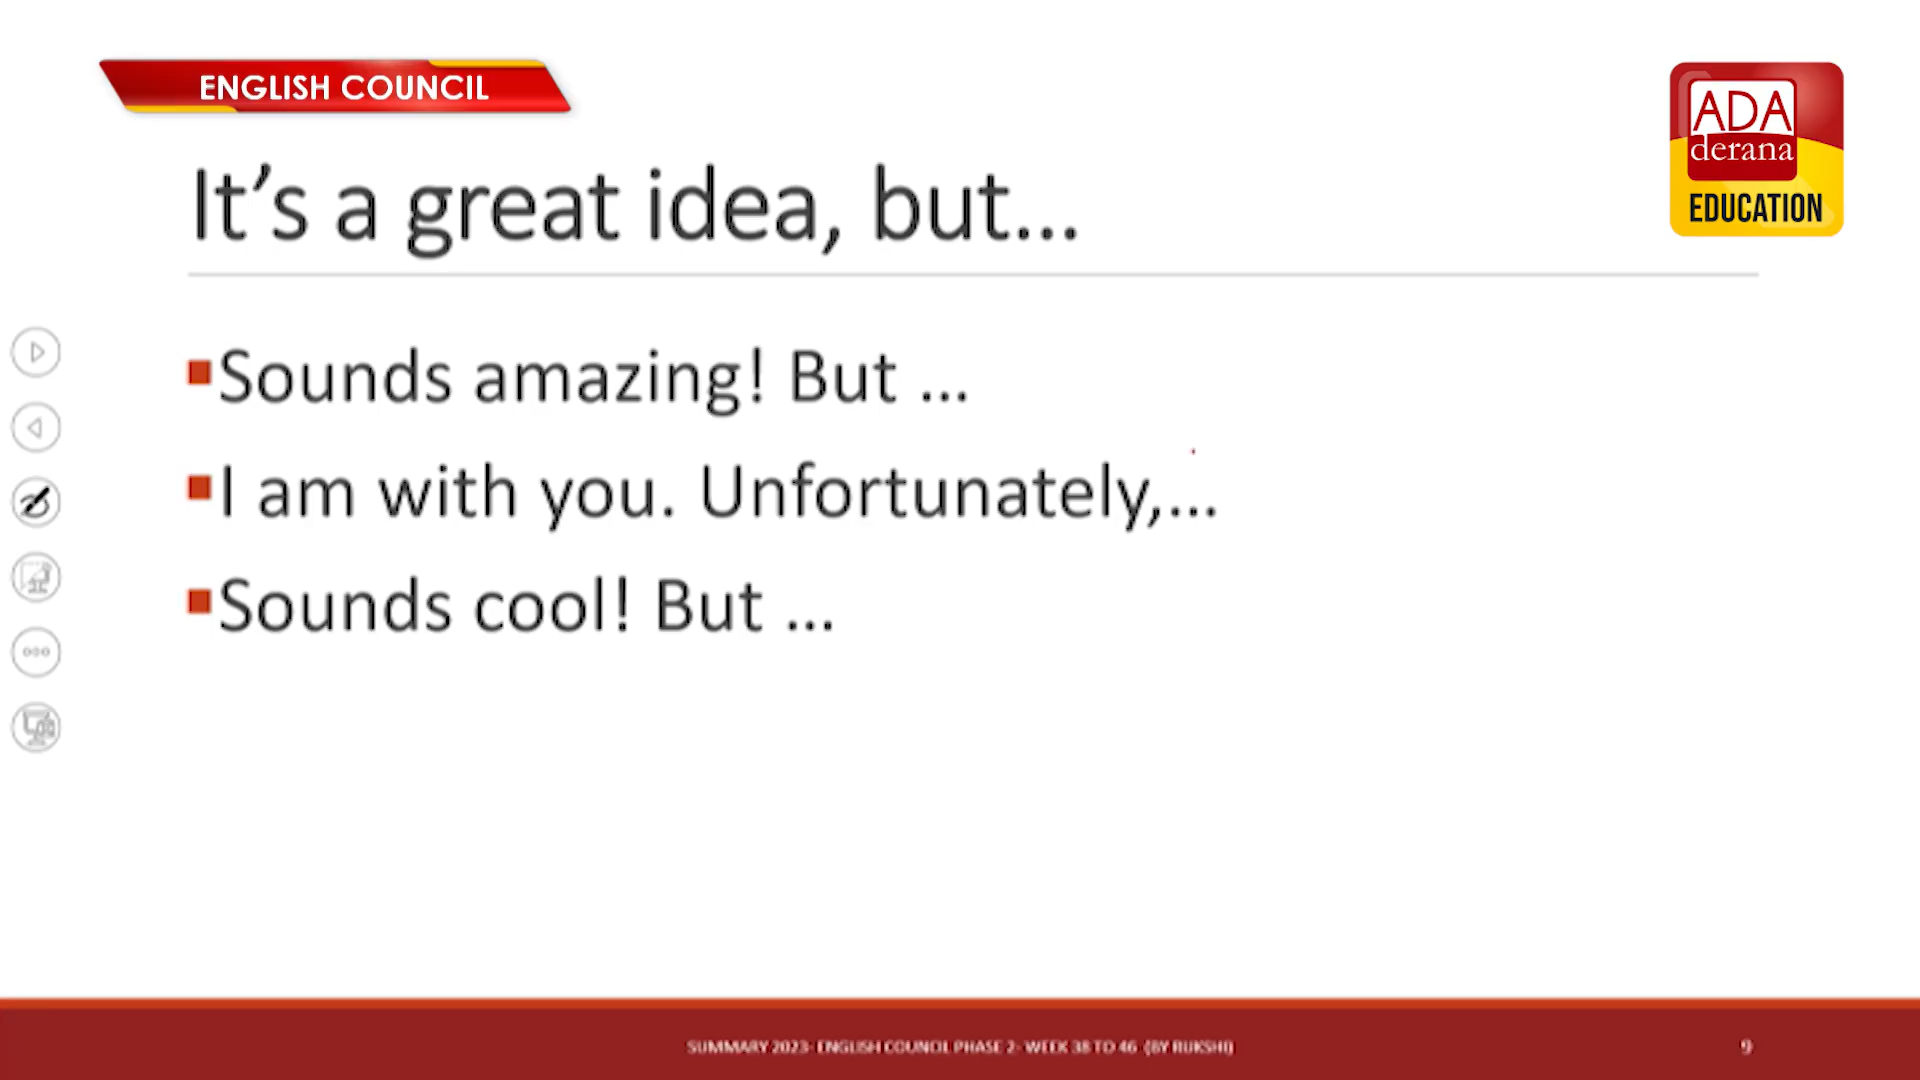 ENGLISH COUNCIL
ADA
derana
EDUCATION
It’s a great idea, but...
Sounds amazing! But ...
I am with you. Unfortunately,...
Sounds cool! But ...
SUMMARY 2023- ENGLISH COUNCIL PHASE 2- WEEK 38 TO 46 (BY RUKSHI)
9